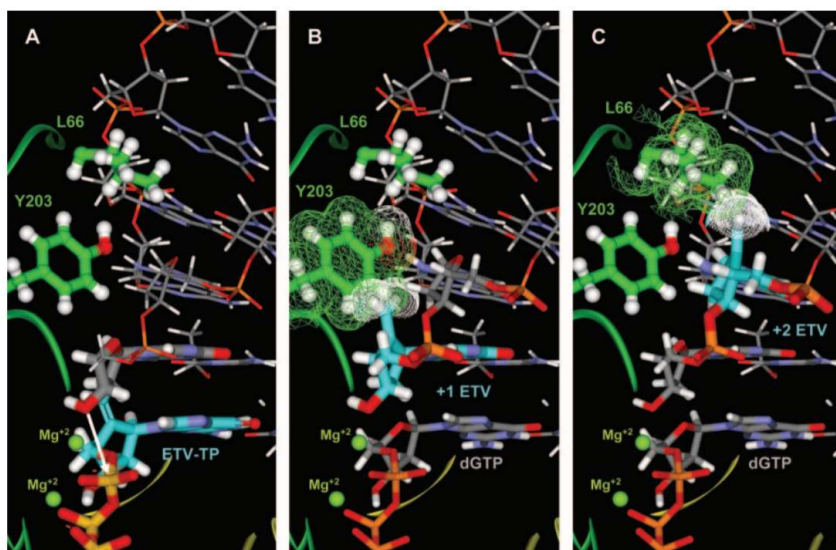 A
L66
Y203
Mg+2
ETV-TP
Mg+2
B
L66
Y203
+1 ETV
Mg+2
dGTP
Mg+2
C
L66
Y203
+2 ETV
Mg+2
dGTP
Mg+2